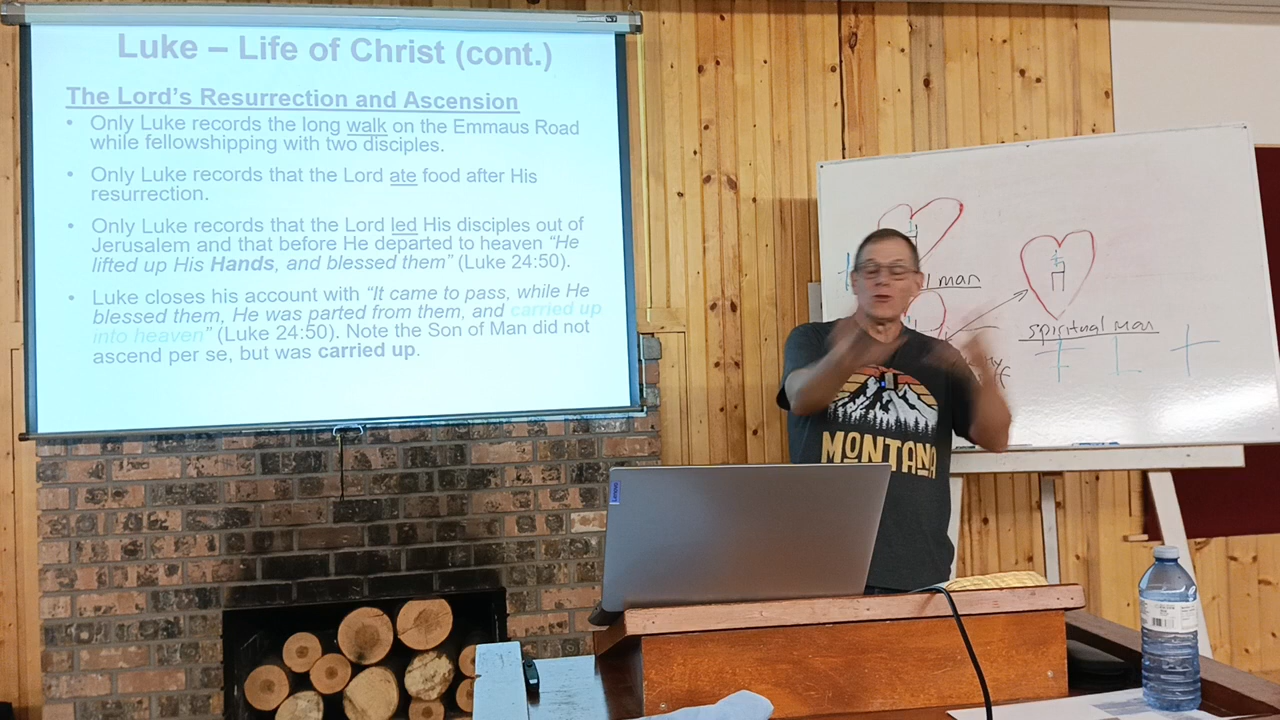 Luke – Life of Christ (cont.)
The Lord's Resurrection and Ascension
• Only Luke records the long walk on the Emmaus Road
while fellowshipping with two disciples.
• Only Luke records that the Lord ate food after His
resurrection.
• Only Luke records that the Lord led His disciples out of
Jerusalem and that before He departed to heaven “He
lifted up His Hands, and blessed them” (Luke 24:50).
• Luke closes his account with “It came to pass, while He
blessed them, He was parted from them, and carried up
into heaven” (Luke 24:50). Note the Son of Man did not
ascend per se, but was carried up.
man
spiritual man
MONTANA
Lenovo